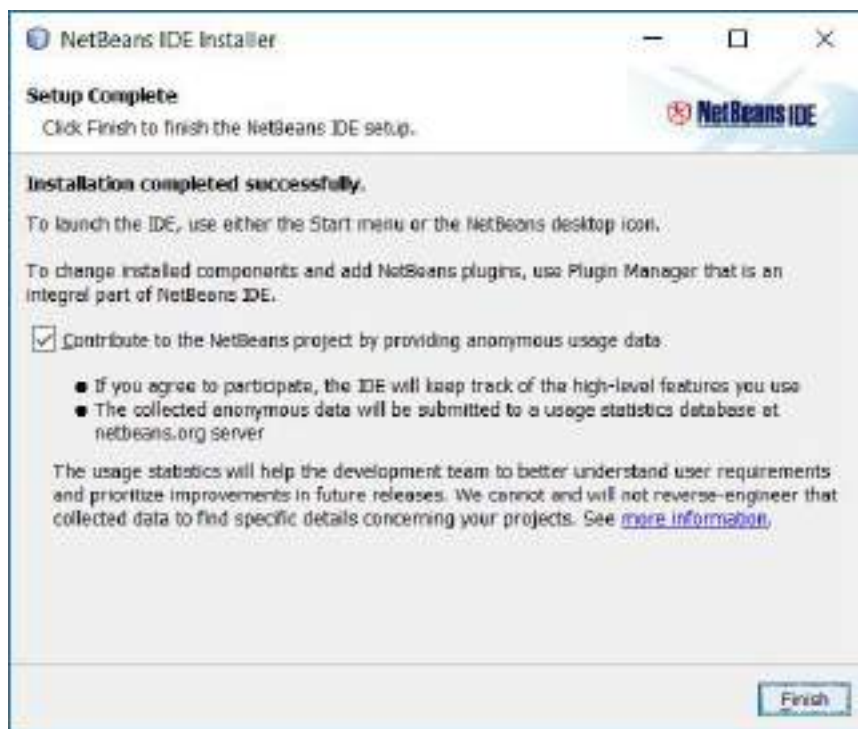 NetBeans IDE Installer
Setup Complete
Click Finish to finish the NetBeans IDE setup.
NetBeans IDE
Installation completed successfully.
To launch the IDE, use either the Start menu or the NetBeans desktop icon.
To change installed components and add NetBeans plugins, use Plugin Manager that is an
integral part of NetBeans IDE.
Contribute to the NetBeans project by providing anonymous usage data
● If you agree to participate, the IDE will keep track of the high-level features you use
● The collected anonymous data will be submitted to a usage statistics database at
netbeans.org server
The usage statistics will help the development team to better understand user requirements
and prioritize improvements in future releases. We cannot and will not reverse-engineer that
collected data to find specific details concerning your projects. See more information.
Finish